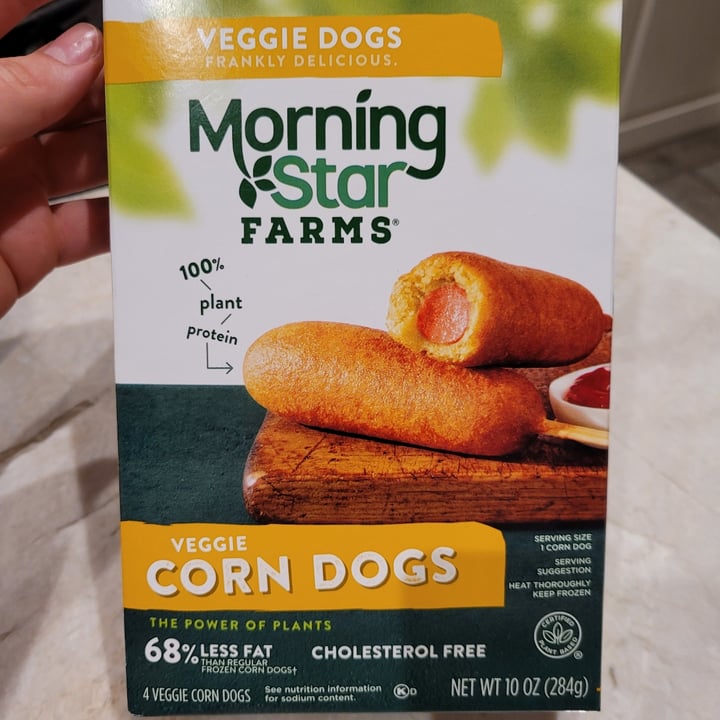 VEGGIE DOGS
FRANKLY DELICIOUS.
Morning
Star
FARMS®
100%
plant
protein
VEGGIE
CORN DOGS
SERVING SIZE
1 CORN DOG
SERVING
SUGGESTION
HEAT THOROUGHLY
KEEP FROZEN
THE POWER OF PLANTS
68% LESS FAT
THAN REGULAR
FROZEN CORN DOGS†
CHOLESTEROL FREE
CERTIFIED
PLANT BASED
®
4 VEGGIE CORN DOGS
See nutrition information
for sodium content.
K D
NET WT 10 OZ (284g)